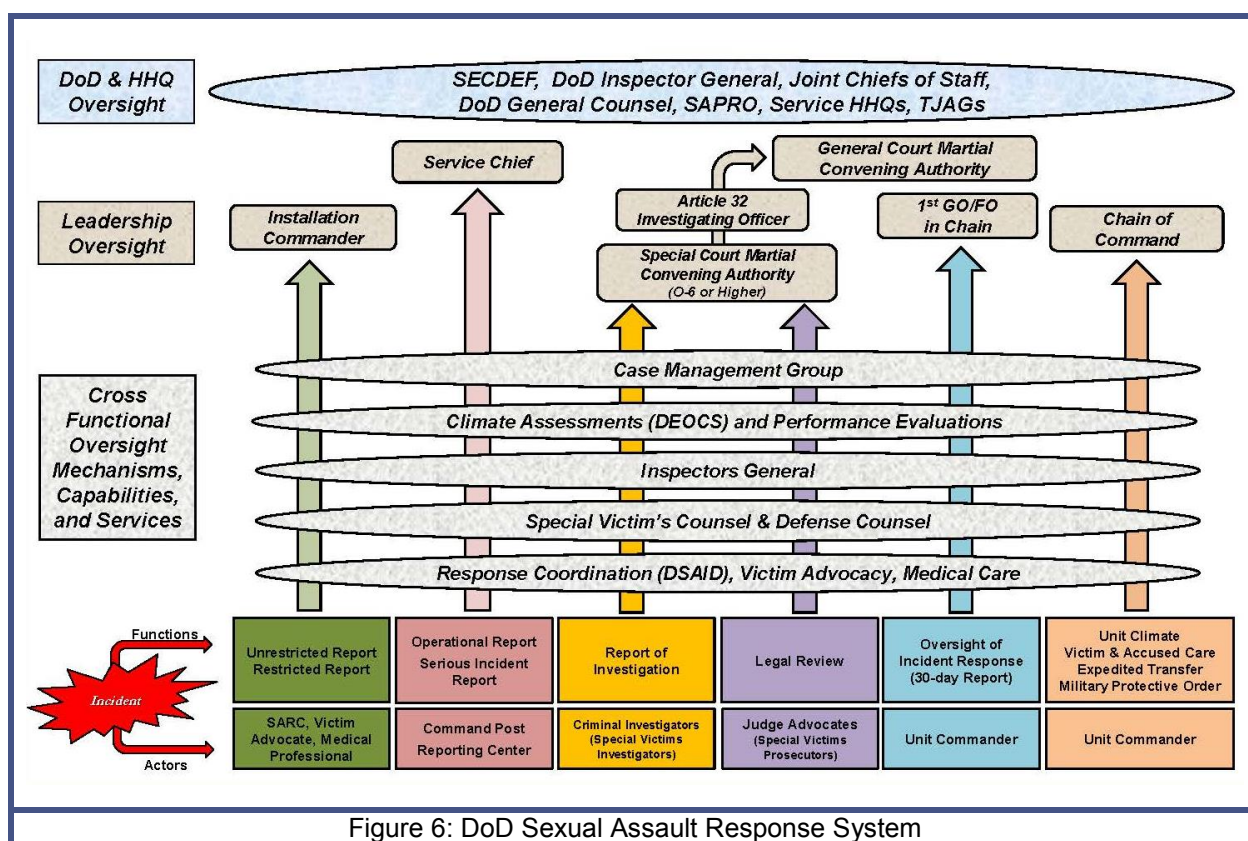 DoD & HHQ
Oversight
SECDEF, DoD Inspector General, Joint Chiefs of Staff,
DoD General Counsel, SAPRO, Service HHQs, TJAGs
Leadership
Oversight
Installation
Commander
Service Chief
General Court Martial
Convening Authority
Article 32
Investigating Officer
Special Court Martial
Convening Authority
(O-6 or Higher)
1st GO/FO
in Chain
Chain of
Command
Cross
Functional
Oversight
Mechanisms,
Capabilities,
and Services
Case Management Group
Climate Assessments (DEOCS) and Performance Evaluations
Inspectors General
Special Victim's Counsel & Defense Counsel
Response Coordination (DSAID), Victim Advocacy, Medical Care
Functions
Incident
Actors
Unrestricted Report
Restricted Report
Operational Report
Serious Incident
Report
Report of
Investigation
Legal Review
Oversight of
Incident Response
(30-day Report)
Unit Climate
Victim & Accused Care
Expedited Transfer
Military Protective Order
SARC, Victim
Advocate, Medical
Professional
Command Post
Reporting Center
Criminal Investigators
(Special Victims
Investigators)
Judge Advocates
(Special Victims
Prosecutors)
Unit Commander
Unit Commander
Figure 6: DoD Sexual Assault Response System